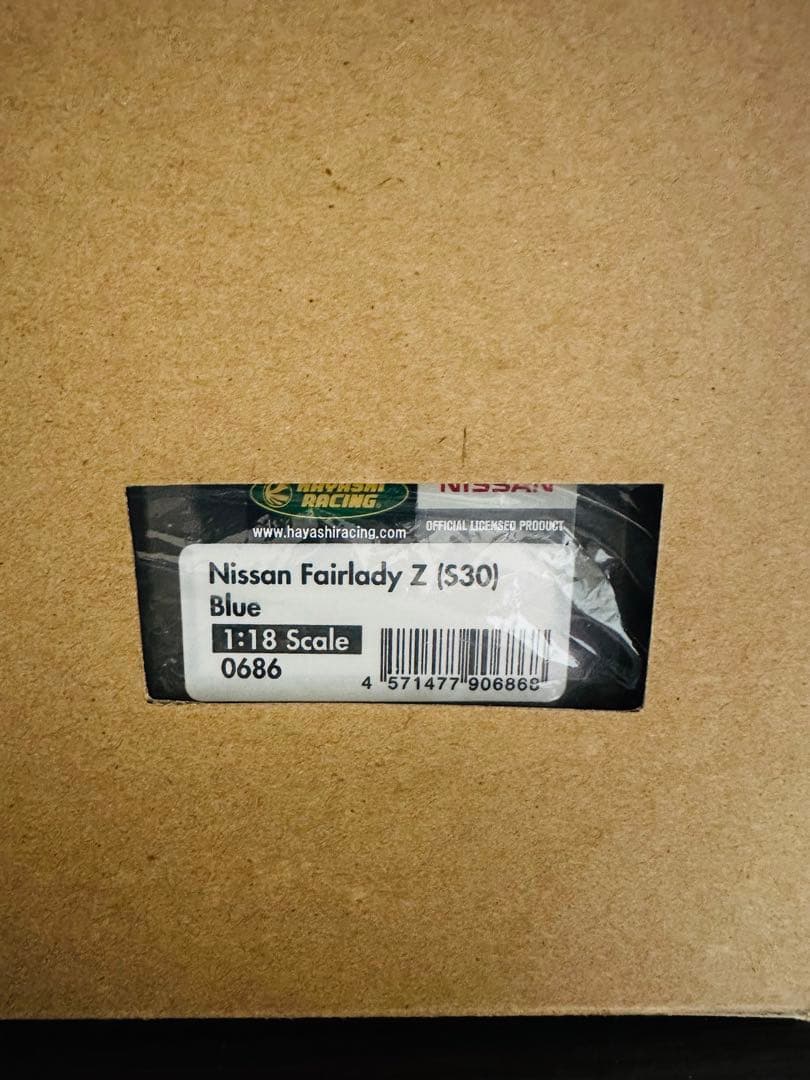 HAYASHI
RACING®
NISSAN
www.hayashiracing.com
OFFICIAL LICENSED PRODUCT
Nissan Fairlady Z (S30)
Blue
1:18 Scale
0686
4 571477 906868